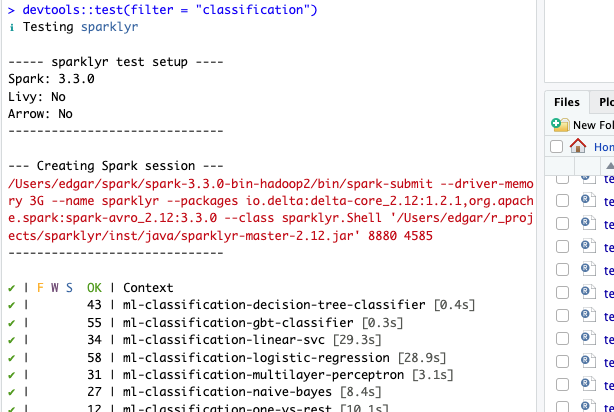 > devtools::test(filter = "classification")
ℹ Testing sparklyr
----- sparklyr test setup ----
Spark: 3.3.0
Livy: No
Arrow: No
------------------------------
--- Creating Spark session ---
/Users/edgar/spark/spark-3.3.0-bin-hadoop2/bin/spark-submit --driver-memo
ry 3G --name sparklyr --packages io.delta:delta-core_2.12:1.2.1,org.apach
e.spark:spark-avro_2.12:3.3.0 --class sparklyr.Shell '/Users/edgar/r_proj
ects/sparklyr/inst/java/sparklyr-master-2.12.jar' 8880 4585
------------------------------
✔ | F W S OK | Context
✔ | 43 | ml-classification-decision-tree-classifier [0.4s]
✔ | 55 | ml-classification-gbt-classifier [0.3s]
✔ | 34 | ml-classification-linear-svc [29.3s]
✔ | 58 | ml-classification-logistic-regression [28.9s]
✔ | 31 | ml-classification-multilayer-perceptron [3.1s]
✔ | 27 | ml-classification-naive-bayes [8.4s]
✔ | 12 | ml-classification-one-vs-rest [10.1s]
Files Plo
New Fol
Hom
te
te
te
te
te
te
te
te
te
te